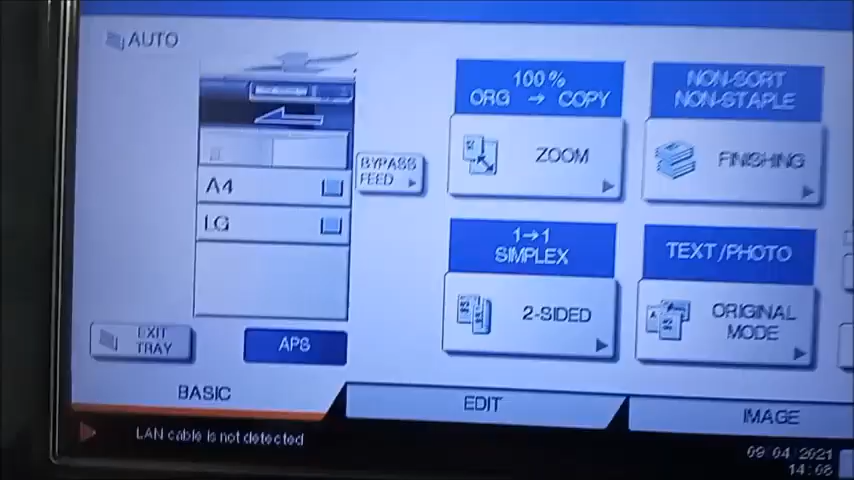 AUTO
100%
ORG → COPY
ZOOM
NON-SORT
NON-STAPLE
FINISHING
BYPASS
FEED
A4
LG
1→1
SIMPLEX
2-SIDED
TEXT/PHOTO
ORIGINAL
MODE
EXIT
TRAY
APS
BASIC
EDIT
IMAGE
LAN cable is not detected
09/04/2021
14:08